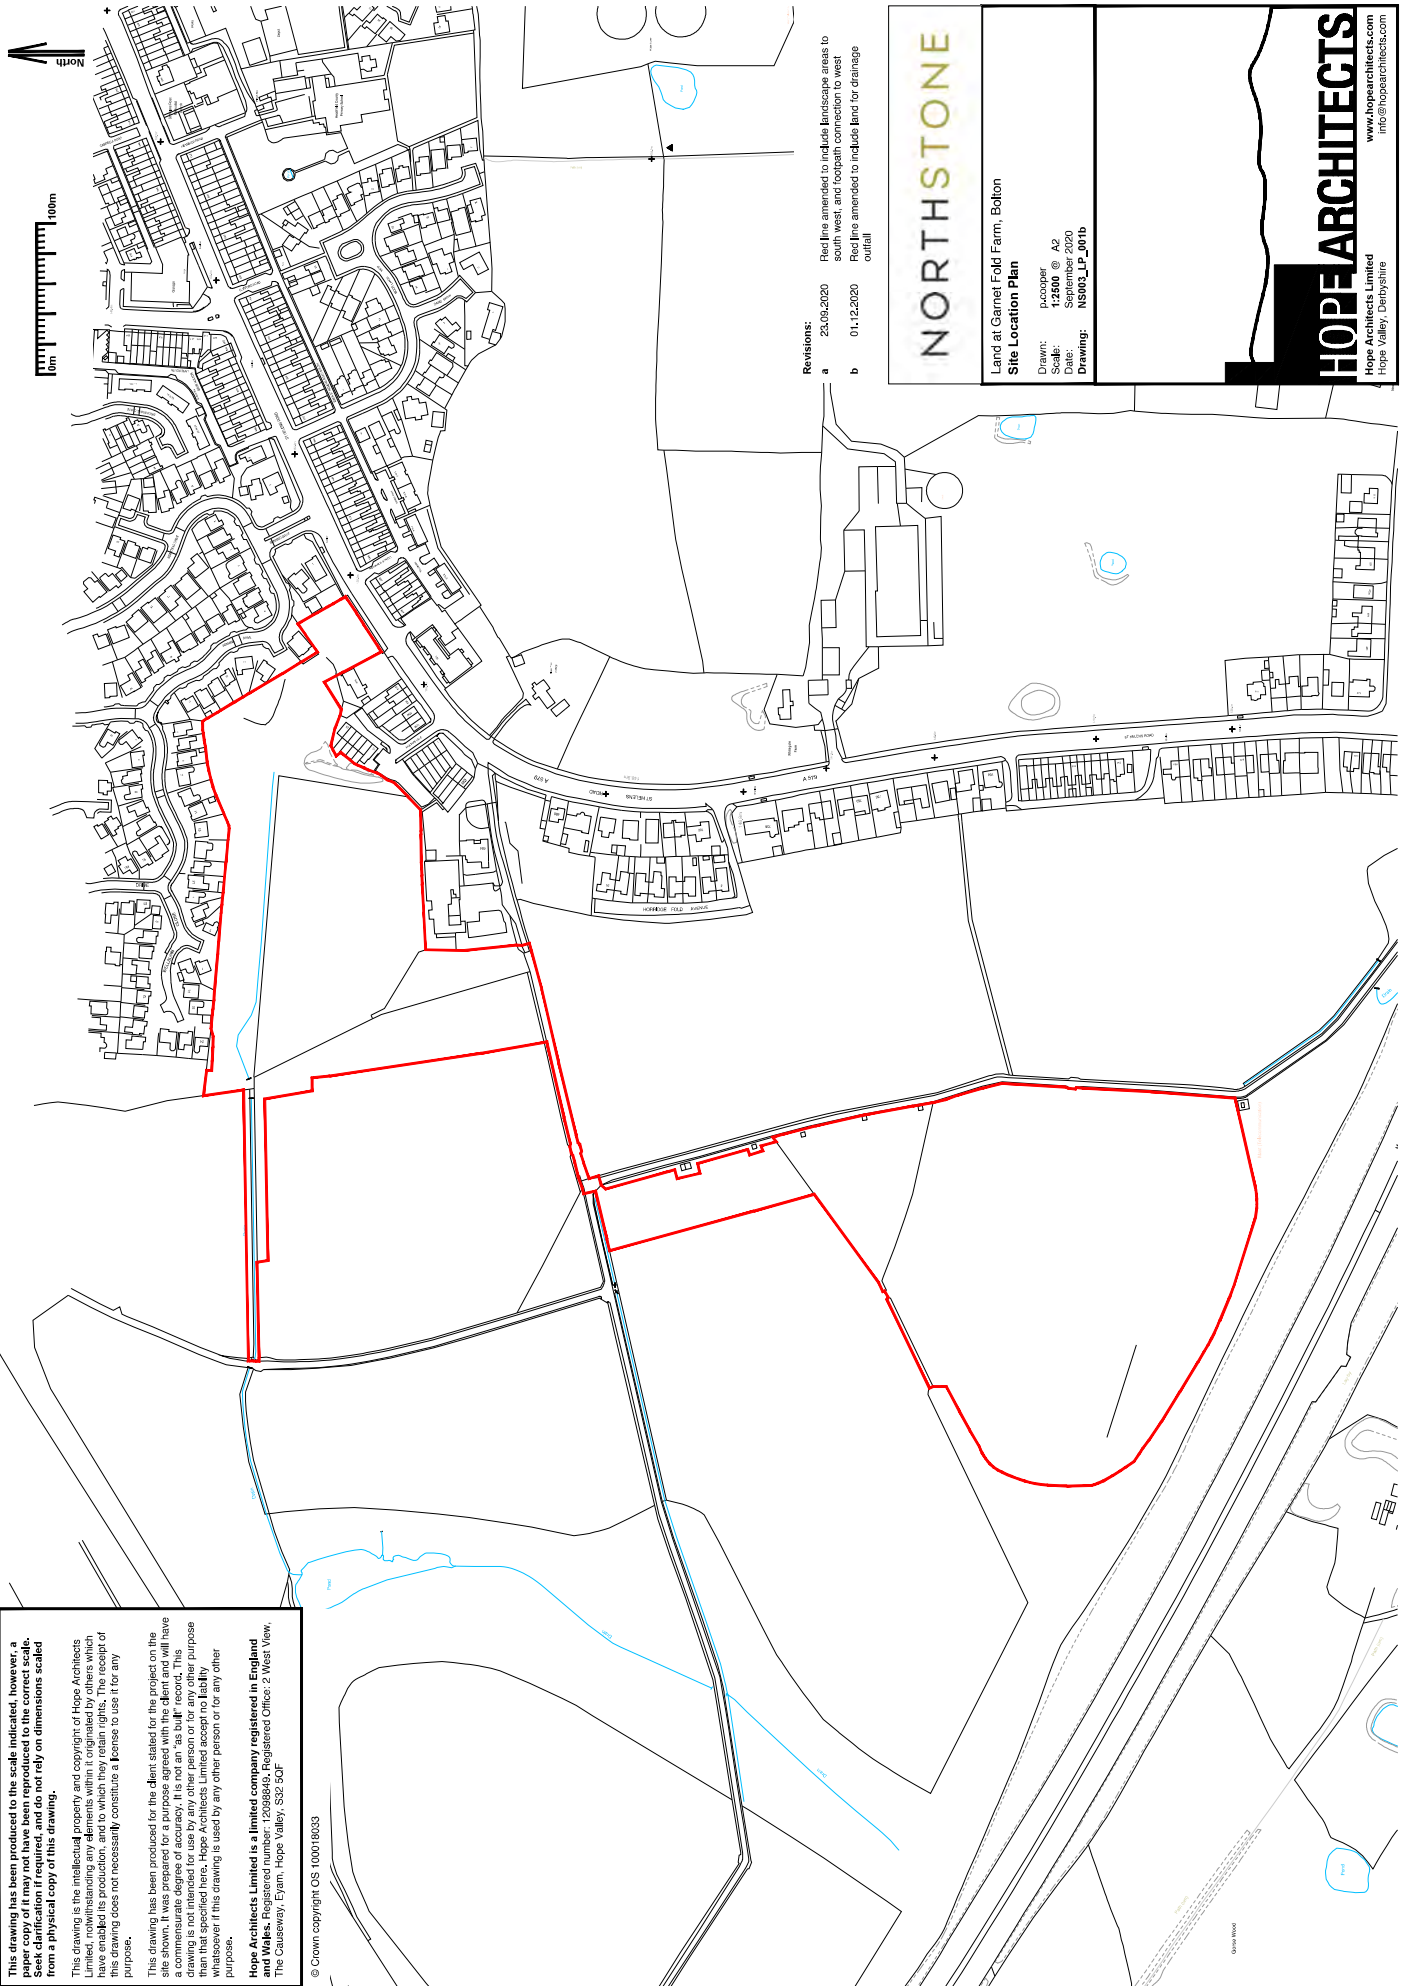 This drawing has been produced to the scale indicated, however, a
paper copy of it may not have been reproduced to the correct scale.
Seek clarification if required, and do not rely on dimensions scaled
from a physical copy of this drawing.
This drawing is the intellectual property and copyright of Hope Architects
Limited, notwithstanding any elements within it originated by others which
have enabled its production, and to which they retain rights. The receipt of
this drawing does not necessarily constitute a license to use it for any
purpose.
This drawing has been produced for the client stated for the project on the
site shown. It was prepared for a purpose agreed with the client and will have
a commensurate degree of accuracy. It is not an "as built" record. This
drawing is not intended for use by any other person or for any other purpose
than that specified here. Hope Architects Limited accept no liability
whatsoever if this drawing is used by any other person or for any other
purpose.
Hope Architects Limited is a limited company registered in England
and Wales. Registered number: 12098849. Registered Office: 2 West View,
The Causeway, Eyam, Hope Valley, S32 5QF
© Crown copyright OS 100018033
0m
100m
North
Revisions:
a 23.09.2020 Red line amended to include landscape areas to
south west, and footpath connection to west
b 01.12.2020 Red line amended to include land for drainage
outfall
NORTHSTONE
Land at Garnet Fold Farm, Bolton
Site Location Plan
Drawn: p.cooper
Scale: 1:2500 @ A2
Date: September 2020
Drawing: NS003_LP_001b
HOPE ARCHITECTS
Hope Architects Limited
Hope Valley, Derbyshire
www.hopearchitects.com
info@hopearchitects.com
A 579
ST HELENS
ROAD
A 579
HORRIDGE FOLD AVENUE
Drain
Pond
Drain
Drain
Pond
Gorse Wood